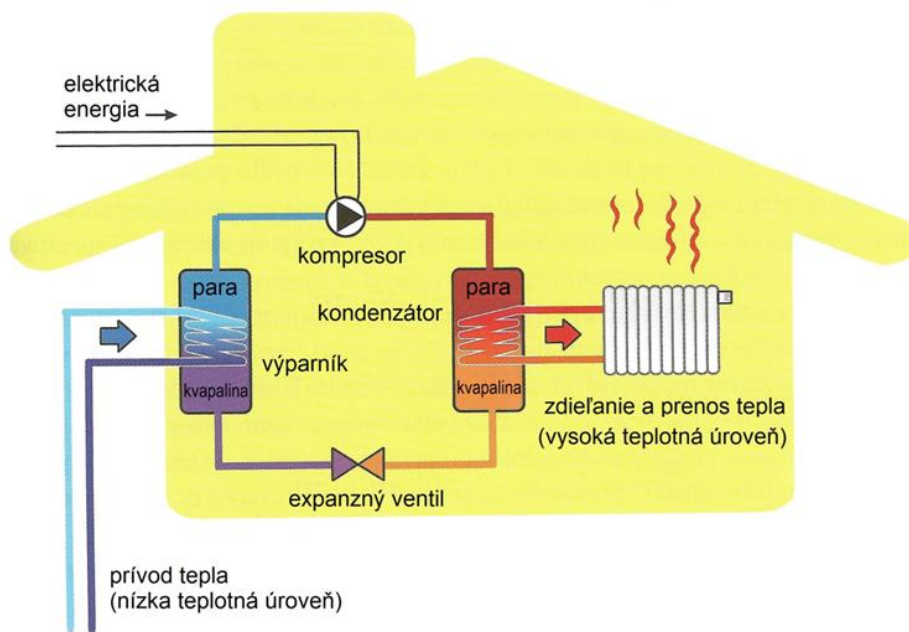 elektrická
energia
kompresor
para
para
kondenzátor
výparník
kvapalina
kvapalina
zdieľanie a prenos tepla
(vysoká teplotná úroveň)
expanzný ventil
prívod tepla
(nízka teplotná úroveň)